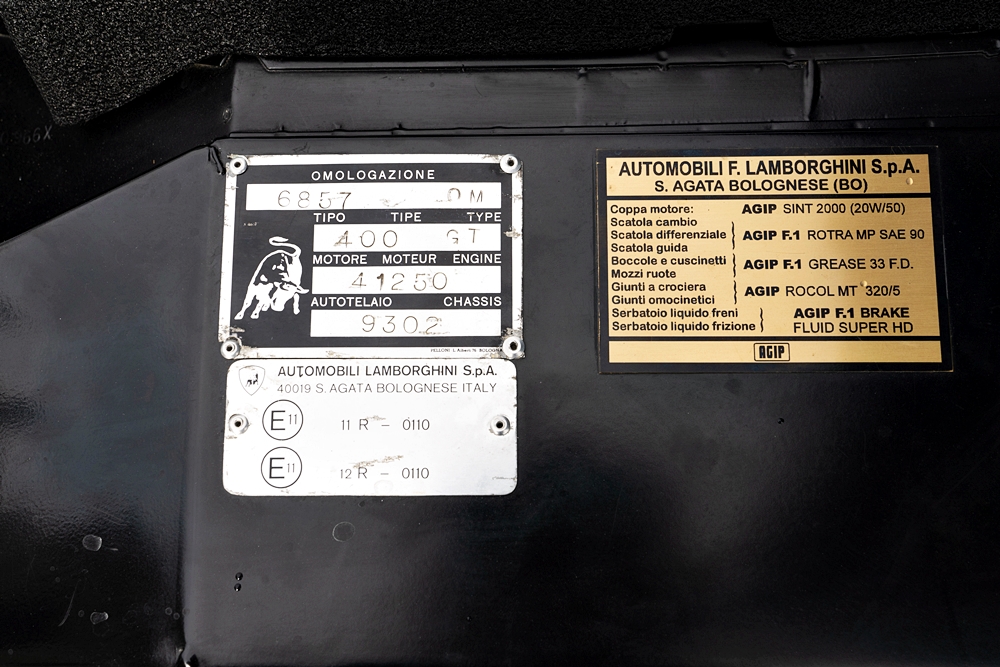 OMOLOGAZIONE
6857 OM
TIPO TIPE TYPE
400 GT
MOTORE MOTEUR ENGINE
41250
AUTOTELAIO CHASSIS
9302
AUTOMOBILI LAMBORGHINI S.p.A.
40019 S. AGATA BOLOGNESE ITALY
E11 11 R - 0110
E11 12 R - 0110
AUTOMOBILI F. LAMBORGHINI S.p.A.
S. AGATA BOLOGNESE (BO)
Coppa motore: AGIP SINT 2000 (20W/50)
Scatola cambio
Scatola differenziale AGIP F.1 ROTRA MP SAE 90
Scatola guida
Boccole e cuscinetti AGIP F.1 GREASE 33 F.D.
Mozzi ruote
Giunti a crociera AGIP ROCOL MT 320/5
Giunti omocinetici
Serbatoio liquido freni AGIP F.1 BRAKE
Serbatoio liquido frizione FLUID SUPER HD
AGIP